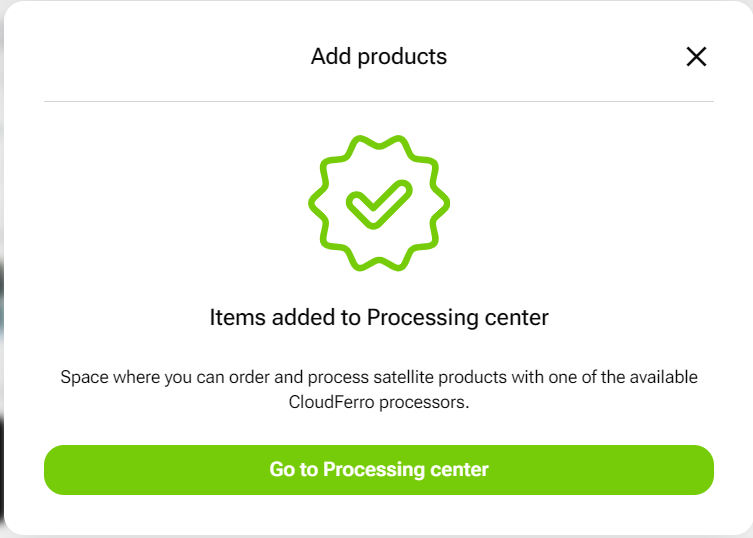 Add products
Items added to Processing center
Space where you can order and process satellite products with one of the available
CloudFerro processors.
Go to Processing center